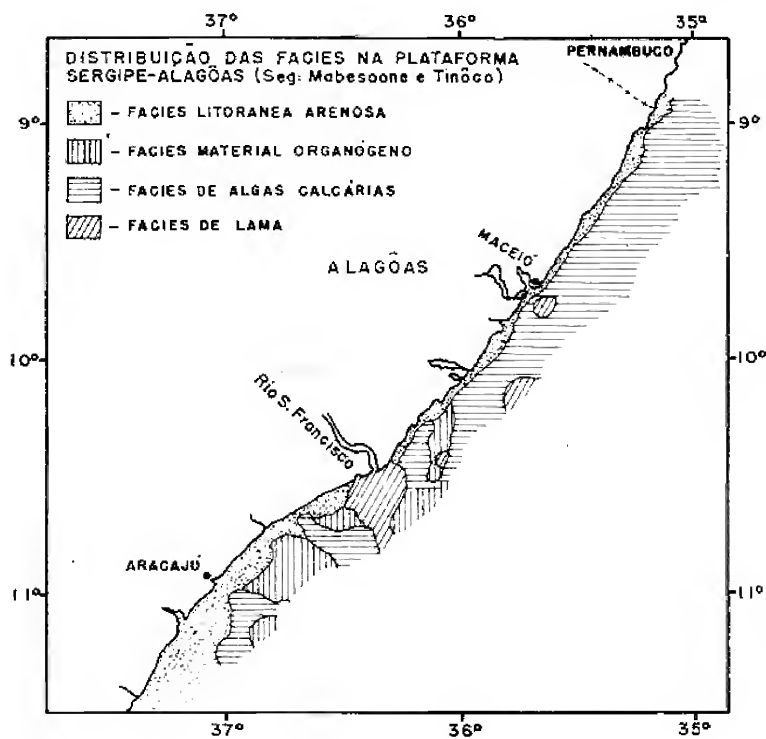 37° 36° 35°
DISTRIBUIÇÃO DAS FACIES NA PLATAFORMA
SERGIPE-ALAGÔAS (Seg: Mabesoone e Tinôco)
– FACIES LITORANEA ARENOSA
– FACIES MATERIAL ORGANÓGENO
– FACIES DE ALGAS CALCÁRIAS
– FACIES DE LAMA
PERNAMBUCO
9° 9°
MACEIÓ
ALAGÔAS
10° 10°
Rio S. Francisco
ARACAJÚ
11° 11°
37° 36° 35°